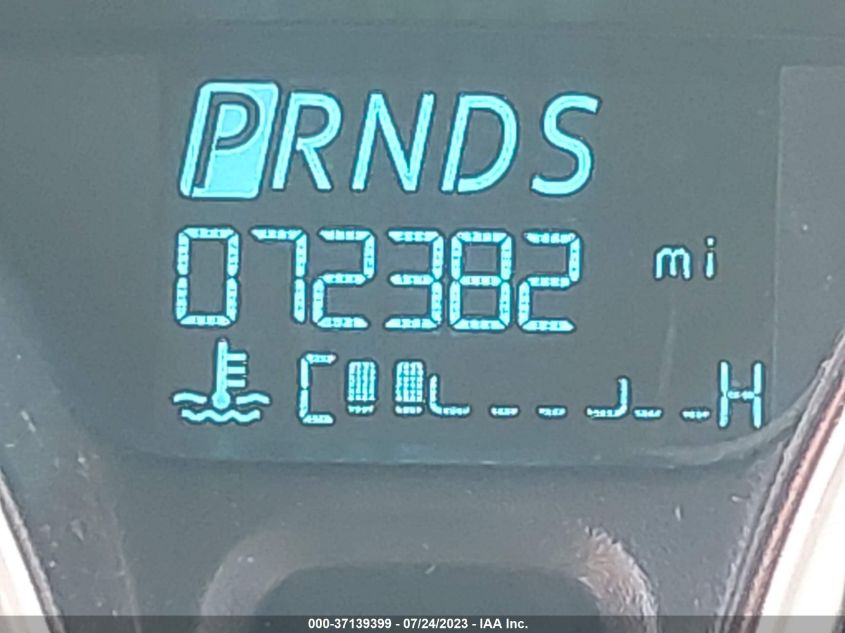 PRNDS
072382 mi
C H
000-37139399 | 07/24/2023 - IAA Inc.